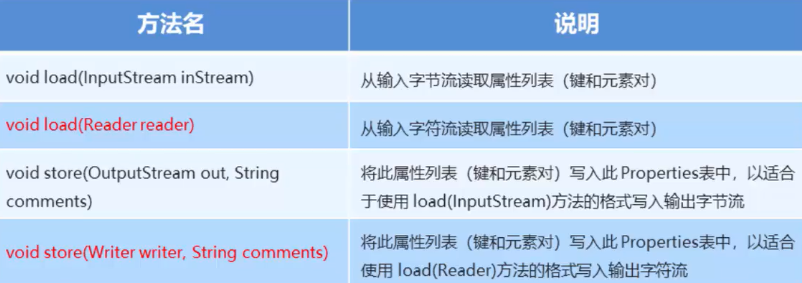 方法名
说明
void load(InputStream inStream)
从输入字节流读取属性列表（键和元素对）
void load(Reader reader)
从输入字符流读取属性列表（键和元素对）
void store(OutputStream out, String
comments)
将此属性列表（键和元素对）写入此 Properties表中，以适合
于使用 load(InputStream)方法的格式写入输出字节流
void store(Writer writer, String comments)
将此属性列表（键和元素对）写入此 Properties表中，以适合
使用 load(Reader)方法的格式写入输出字符流